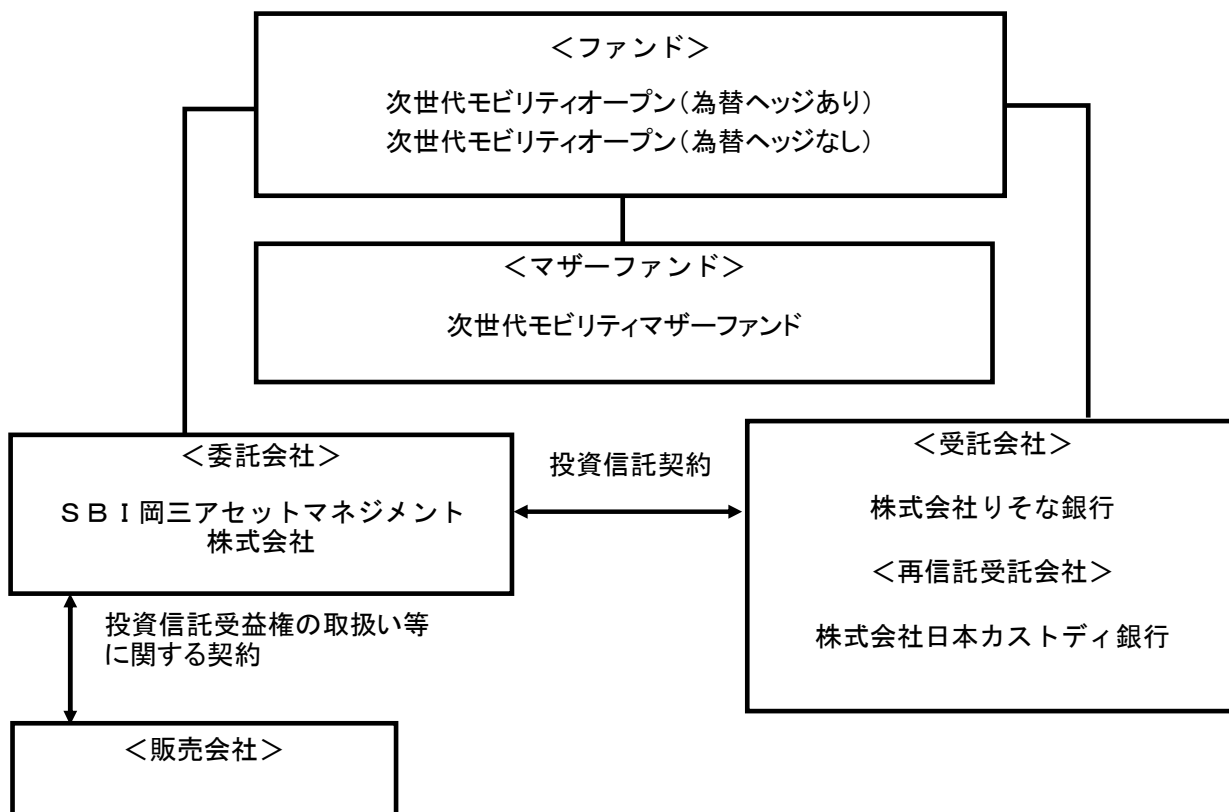 ＜ファンド＞
次世代モビリティオープン（為替ヘッジあり）
次世代モビリティオープン（為替ヘッジなし）
＜マザーファンド＞
次世代モビリティマザーファンド
＜委託会社＞
ＳＢＩ岡三アセットマネジメント
株式会社
投資信託契約
＜受託会社＞
株式会社りそな銀行
＜再信託受託会社＞
株式会社日本カストディ銀行
投資信託受益権の取扱い等
に関する契約
＜販売会社＞